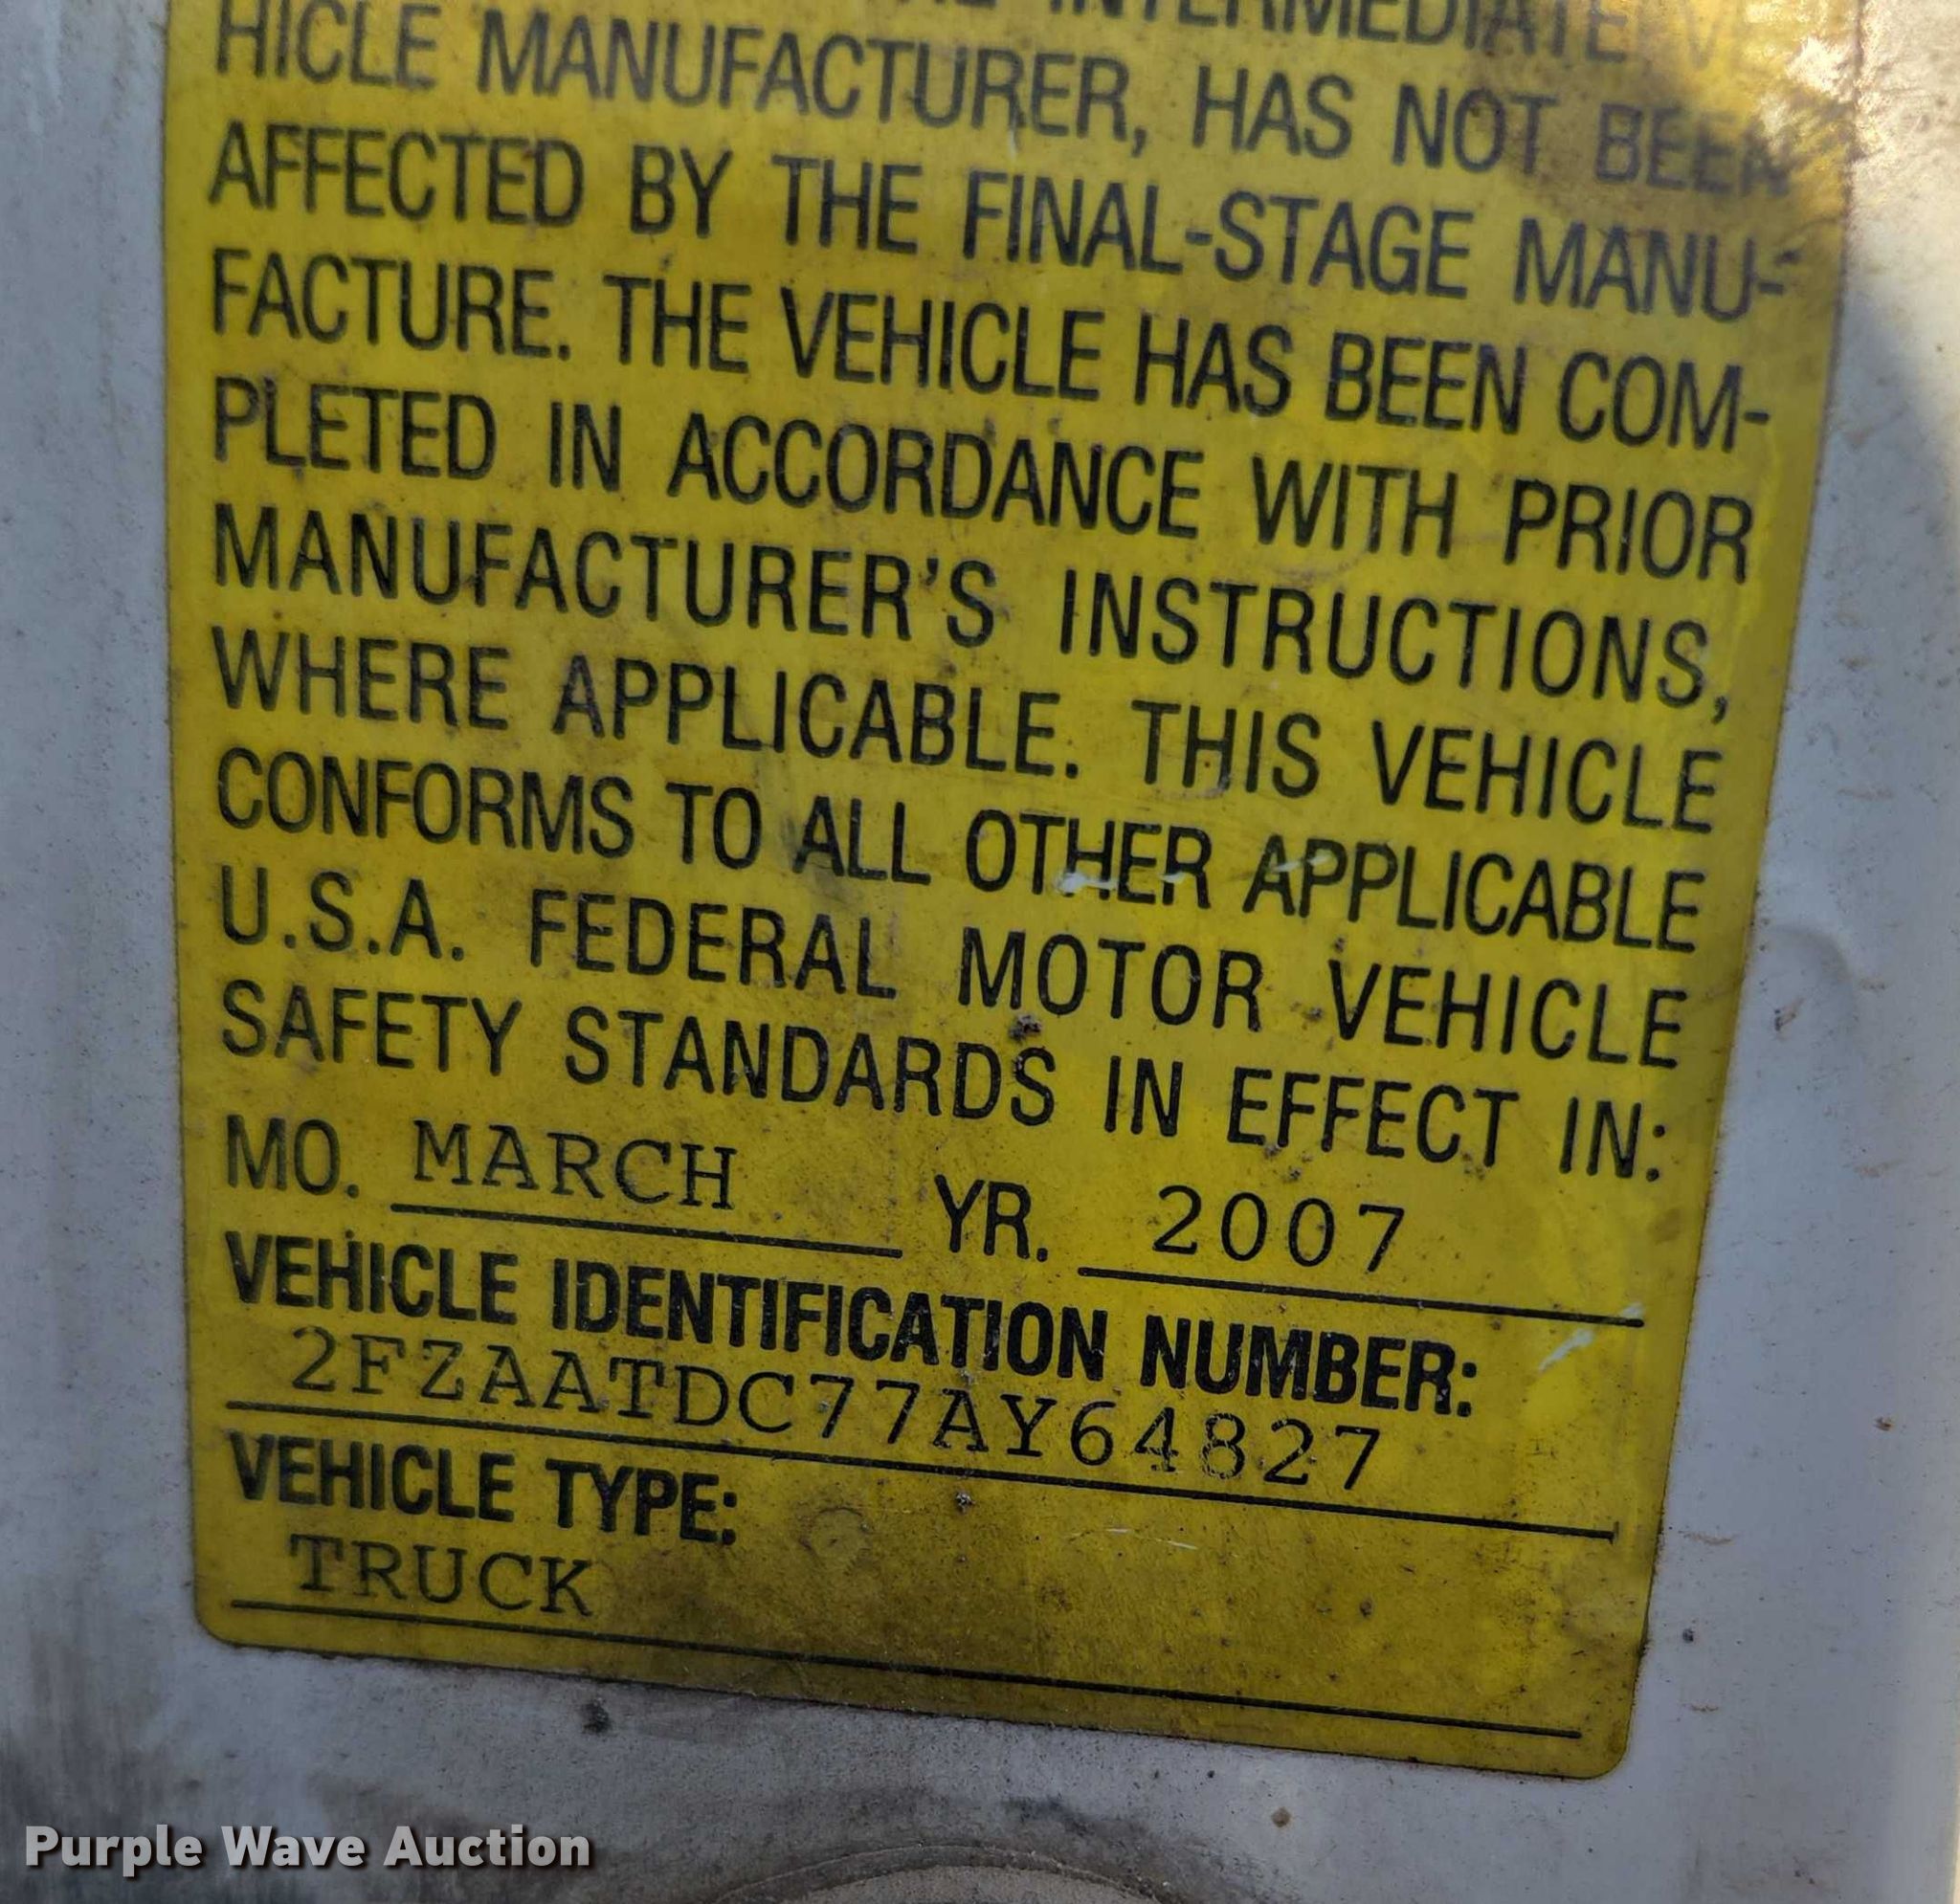 INTERMEDIATE VE-
HICLE MANUFACTURER, HAS NOT BEEN
AFFECTED BY THE FINAL-STAGE MANU-
FACTURE. THE VEHICLE HAS BEEN COM-
PLETED IN ACCORDANCE WITH PRIOR
MANUFACTURER'S INSTRUCTIONS,
WHERE APPLICABLE. THIS VEHICLE
CONFORMS TO ALL OTHER APPLICABLE
U.S.A. FEDERAL MOTOR VEHICLE
SAFETY STANDARDS IN EFFECT IN:
MO. MARCH YR. 2007
VEHICLE IDENTIFICATION NUMBER:
2FZAATDC77AY64827
VEHICLE TYPE:
TRUCK
Purple Wave Auction